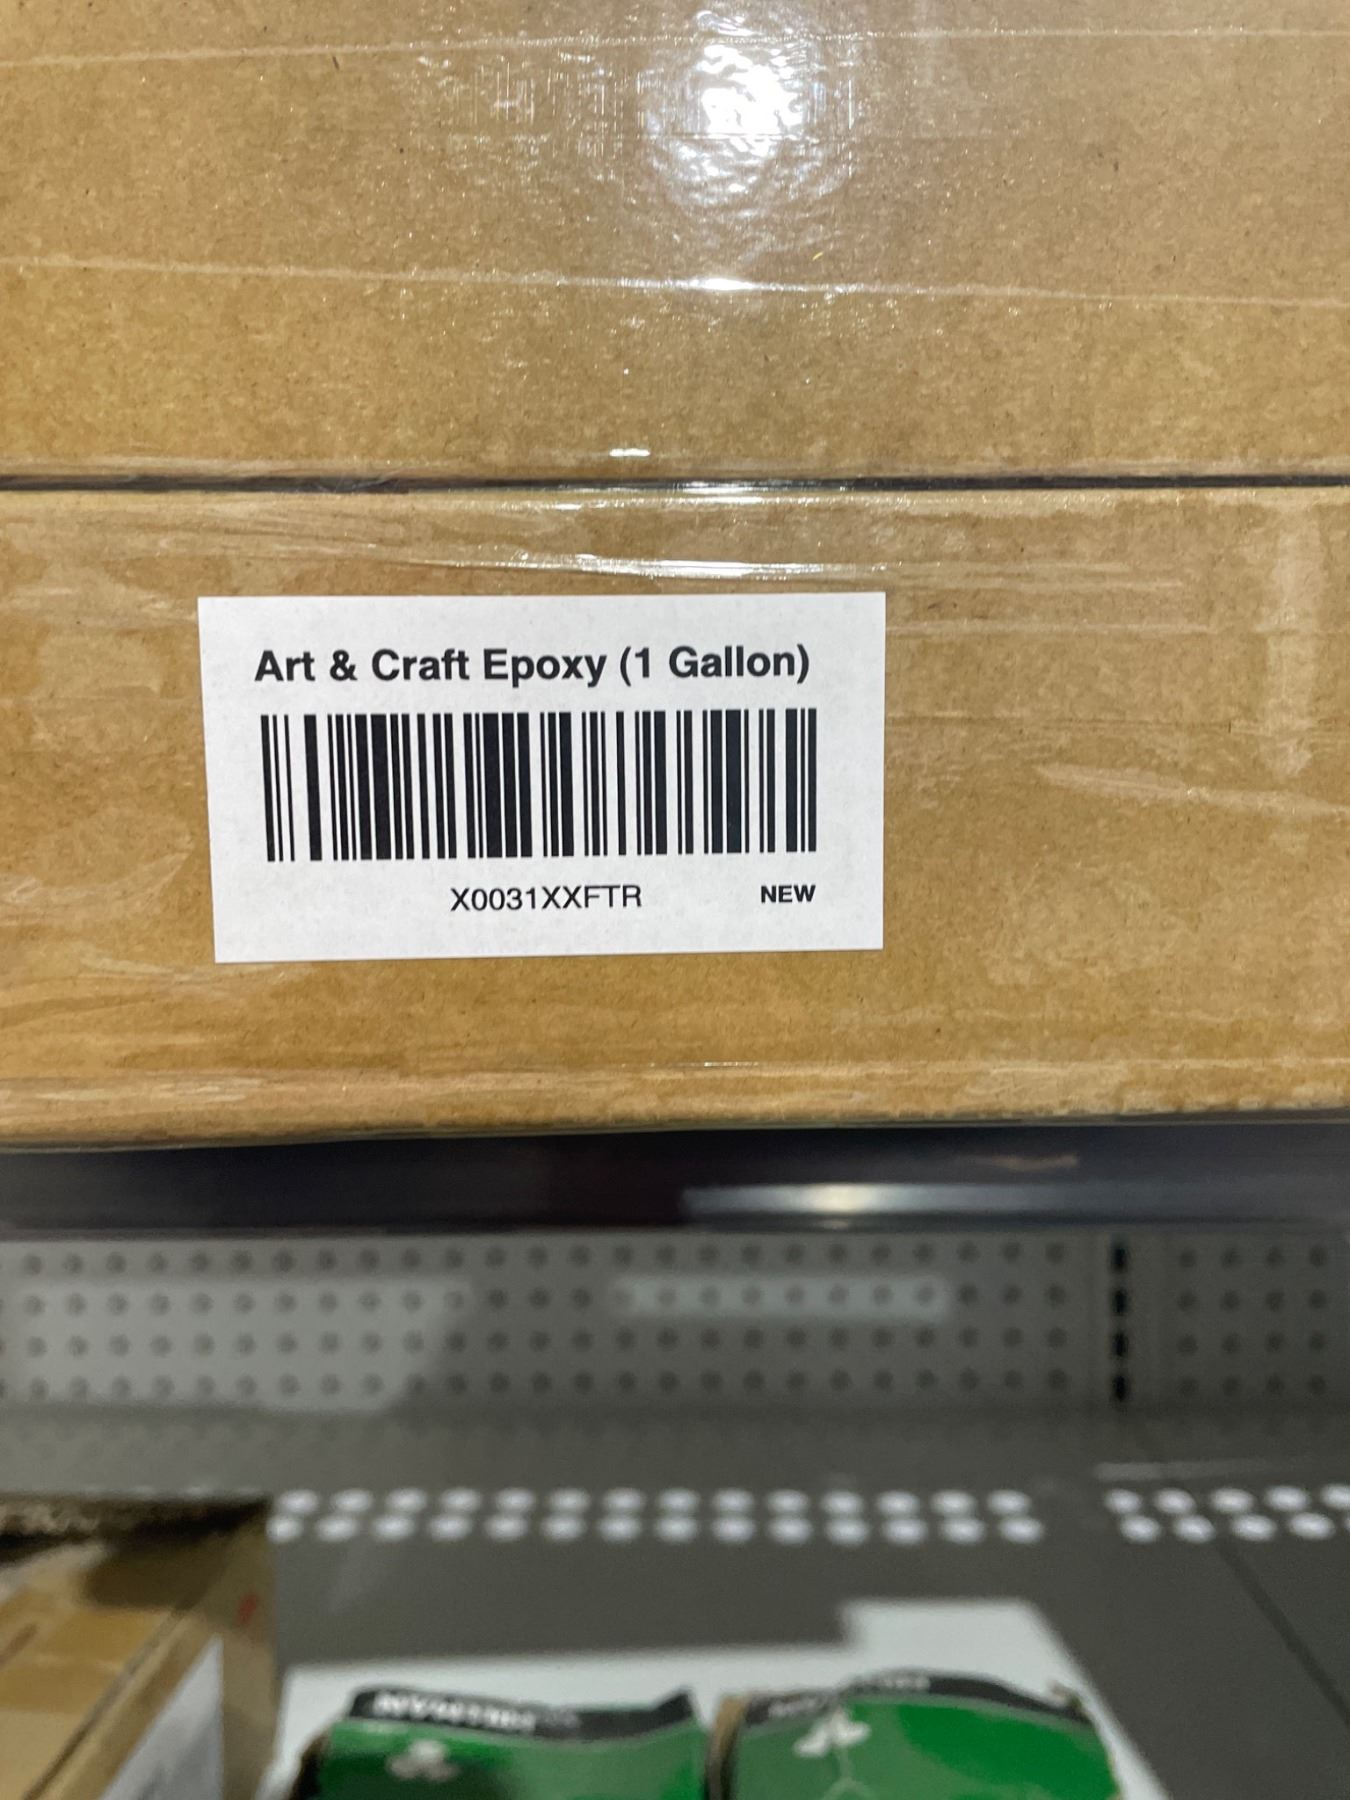 Art & Craft Epoxy (1 Gallon)
X0031XXFTR
NEW